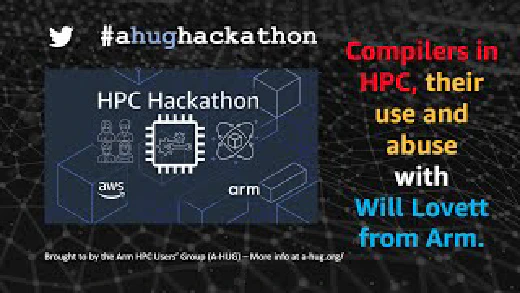 #ahughackathon
HPC Hackathon
aws
arm
Brought to by the Arm HPC Users' Group (A-HUG) – More info at a-hug.org/
Compilers in
HPC, their
use and
abuse
with
Will Lovett
from Arm.